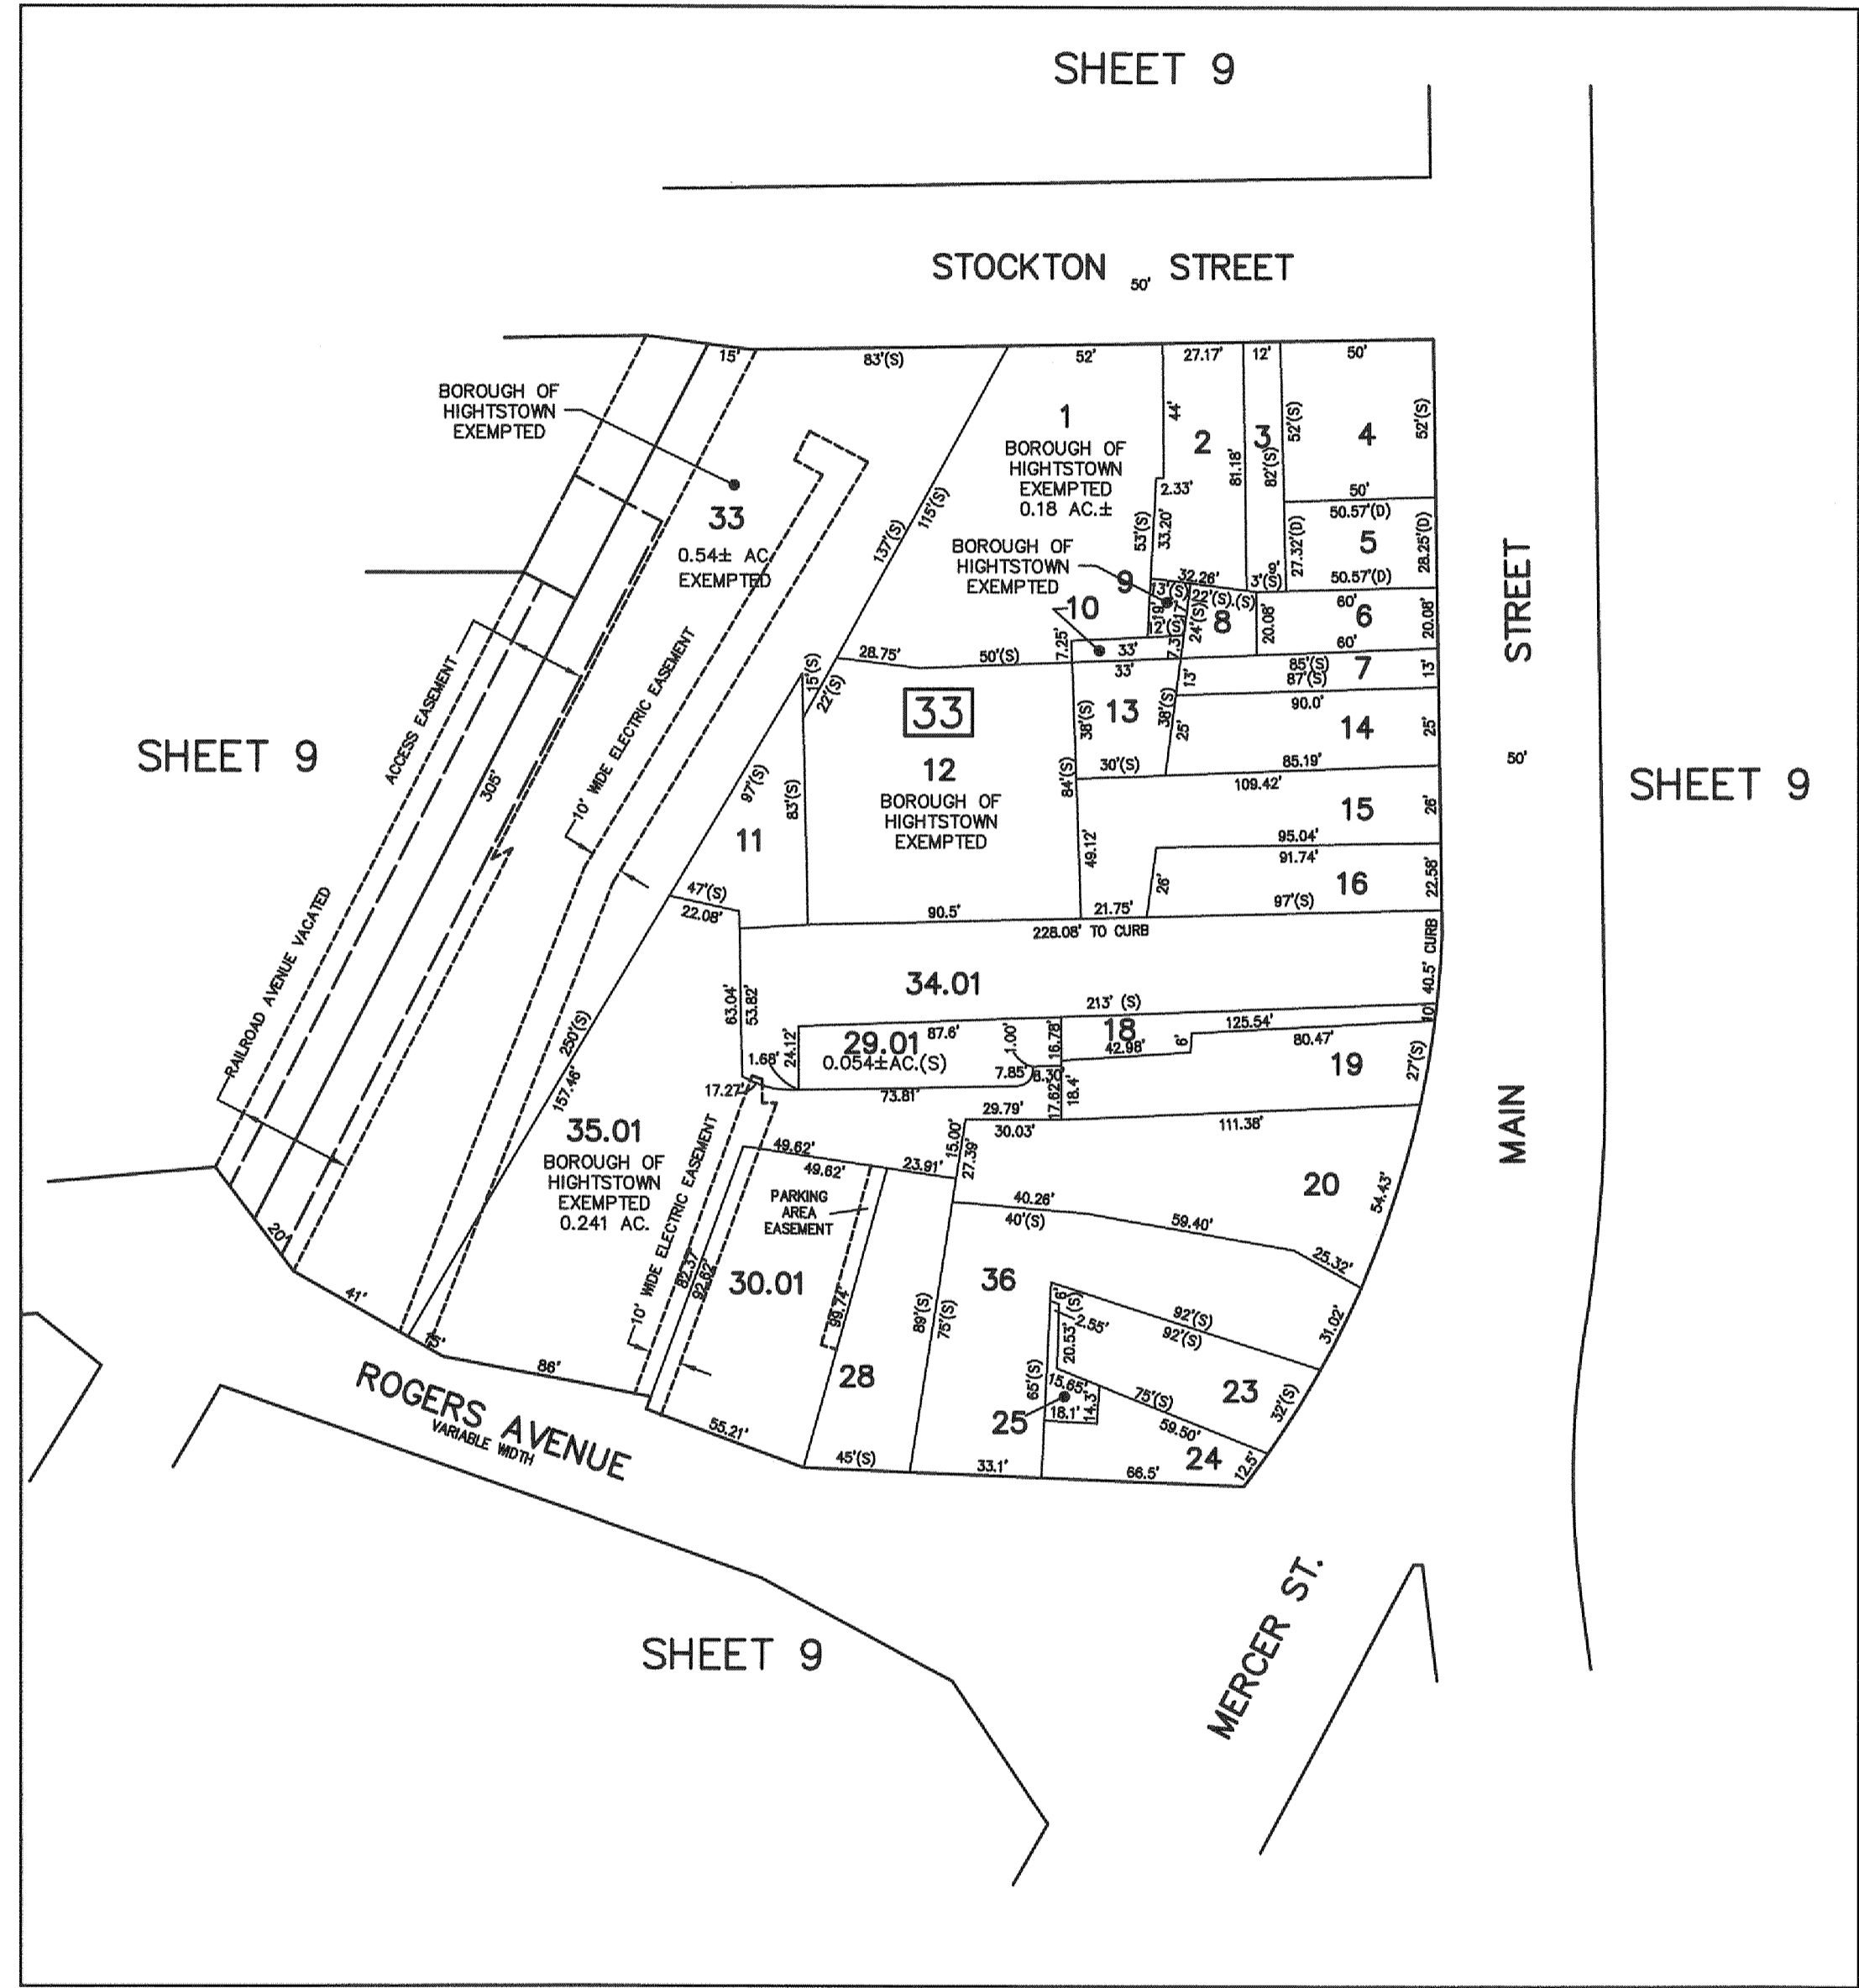 SHEET 9
STOCKTON 50' STREET
15'
83'(S)
52'
27.17'
12'
50'
BOROUGH OF
HIGHTSTOWN
EXEMPTED
33
0.54± AC.
EXEMPTED
1
BOROUGH OF
HIGHTSTOWN
EXEMPTED
0.18 AC.±
44'
2
81.18'
3
82'(S)
52'(S)
4
52'(S)
2.33'
50'
50.57'(D)
137'(S)
115'(S)
53'(S)
33.20'
27.32'(D)
5
28.25'(D)
BOROUGH OF
HIGHTSTOWN
EXEMPTED
9
32.26'
3'(S)
50.57'(D)
10
13'(S)
22'(S)
19'
17'
12'(S)
24'(S)
8
20.08'
60'
6
20.08'
60'
7.25'
33'
7.3'
33'
28.75'
50'(S)
15'(S)
22'(S)
85'(S)
87'(S)
7
13'
13'
33
38'(S)
13
38'(S)
25'
90.0'
14
25'
30'(S)
85.19'
109.42'
12
BOROUGH OF
HIGHTSTOWN
EXEMPTED
84'(S)
49.12'
15
26'
95.04'
91.74'
26'
16
22.58'
97'(S)
21.75'
90.5'
97'(S)
83'(S)
11
47'(S)
22.08'
228.08' TO CURB
34.01
40.5' CURB
213' (S)
10'
SHEET 9
SHEET 9
ACCESS EASEMENT
305'
10' WIDE ELECTRIC EASEMENT
RAILROAD AVENUE VACATED
STREET
50'
MAIN
63.04'
53.82'
250'(S)
157.46'
24.12'
29.01
87.6'
0.054±AC.(S)
1.00'
16.78'
18
42.98'
6'
125.54'
80.47'
19
27'(S)
1.68'
17.27'
73.81'
7.85'
8.30'
17.62'
18.4'
29.79'
30.03'
111.38'
35.01
BOROUGH OF
HIGHTSTOWN
EXEMPTED
0.241 AC.
10' WIDE ELECTRIC EASEMENT
49.62'
49.62'
23.91'
15.00'
27.39'
PARKING
AREA
EASEMENT
20
54.43'
40.26'
40'(S)
59.40'
25.32'
82.37'
92.62'
30.01
99.74'
89'(S)
75'(S)
36
6'
(S)
2.55'
20.53'
92'(S)
92'(S)
31.02'
20'
41'
15'
86'
28
65'(S)
15.65'
18.1'
14.3'
25
75'(S)
59.50'
23
32'(S)
24
12.5'
55.21'
45'(S)
33.1'
66.5'
ROGERS AVENUE
VARIABLE WIDTH
SHEET 9
MERCER ST.